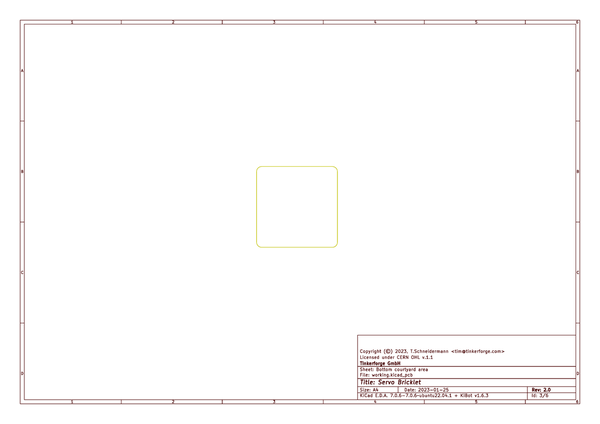 1 2 3 4 5 6
A A
B B
C C
D D
Copyright (©) 2023, T.Schneidermann <tim@tinkerforge.com>
Licensed under CERN OHL v.1.1
Tinkerforge GmbH
Sheet: Bottom courtyard area
File: working.kicad_pcb
Title: Servo Bricklet
Size: A4 Date: 2023-01-25 Rev: 2.0
KiCad E.D.A. 7.0.6-7.0.6~ubuntu22.04.1 + KiBot v1.6.3 Id: 3/6
1 2 3 4 5 6